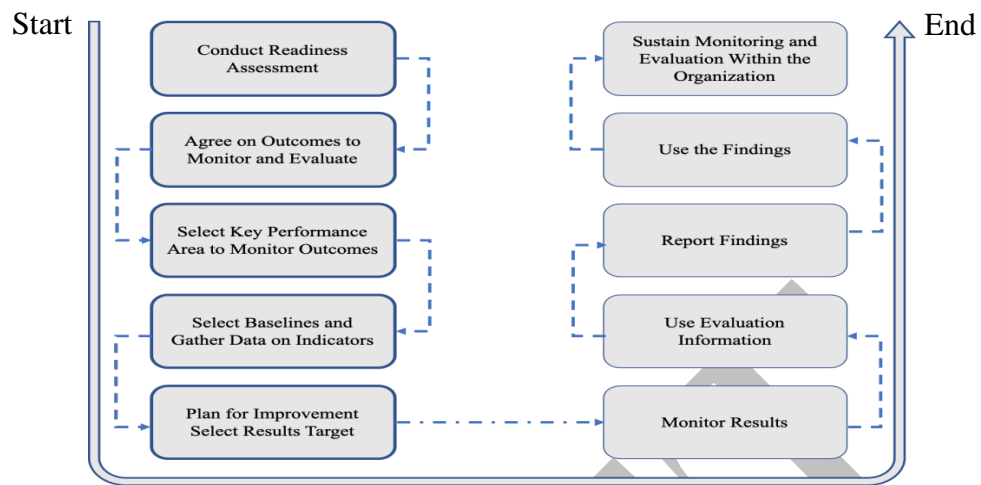 Start
Conduct Readiness
Assessment
Agree on Outcomes to
Monitor and Evaluate
Select Key Performance
Area to Monitor Outcomes
Select Baselines and
Gather Data on Indicators
Plan for Improvement
Select Results Target
Monitor Results
Use Evaluation
Information
Report Findings
Use the Findings
Sustain Monitoring and
Evaluation Within the
Organization
End